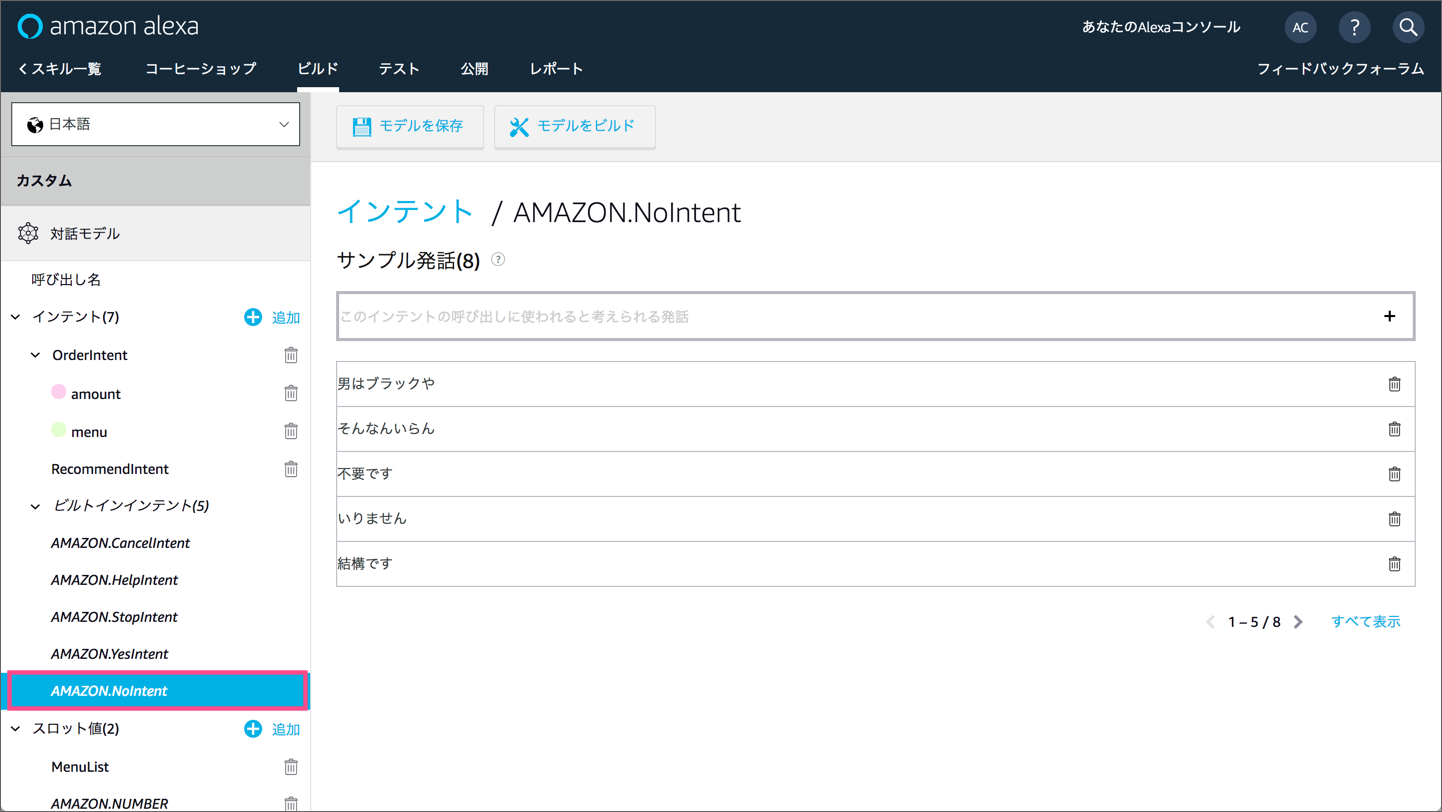 amazon alexa
あなたのAlexaコンソール
AC
?
スキル一覧
コーヒーショップ
ビルド
テスト
公開
レポート
フィードバックフォーラム
日本語
モデルを保存
モデルをビルド
カスタム
対話モデル
呼び出し名
インテント(7)
追加
OrderIntent
amount
menu
RecommendIntent
ビルトインインテント(5)
AMAZON.CancelIntent
AMAZON.HelpIntent
AMAZON.StopIntent
AMAZON.YesIntent
AMAZON.NoIntent
スロット値(2)
追加
MenuList
AMAZON.NUMBER
インテント / AMAZON.NoIntent
サンプル発話(8) ?
このインテントの呼び出しに使われると考えられる発話
男はブラックや
そんなんいらん
不要です
いりません
結構です
1 – 5 / 8
すべて表示